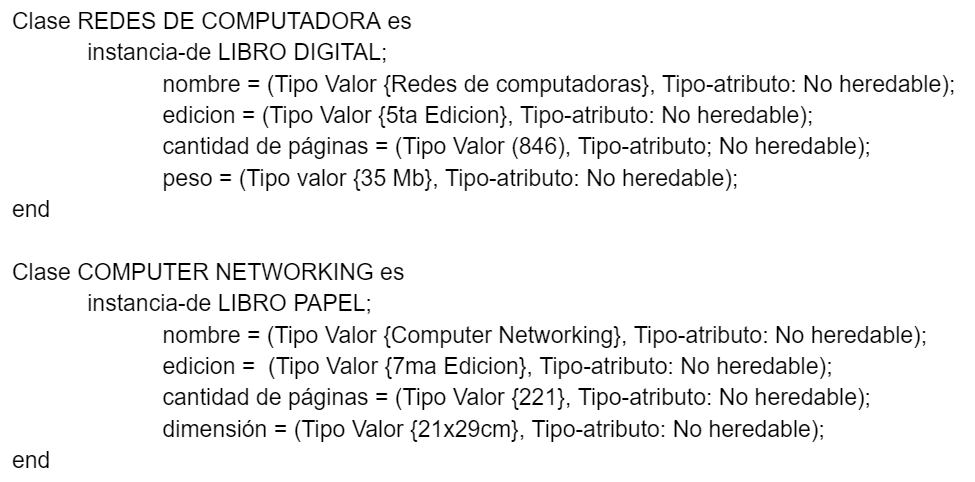 Clase REDES DE COMPUTADORA es
instancia-de LIBRO DIGITAL;
nombre = (Tipo Valor {Redes de computadoras}, Tipo-atributo: No heredable);
edicion = (Tipo Valor {5ta Edicion}, Tipo-atributo: No heredable);
cantidad de páginas = (Tipo Valor (846), Tipo-atributo; No heredable);
peso = (Tipo valor {35 Mb}, Tipo-atributo: No heredable);
end
Clase COMPUTER NETWORKING es
instancia-de LIBRO PAPEL;
nombre = (Tipo Valor {Computer Networking}, Tipo-atributo: No heredable);
edicion =  (Tipo Valor {7ma Edicion}, Tipo-atributo: No heredable);
cantidad de páginas = (Tipo Valor {221}, Tipo-atributo: No heredable);
dimensión = (Tipo Valor {21x29cm}, Tipo-atributo: No heredable);
end